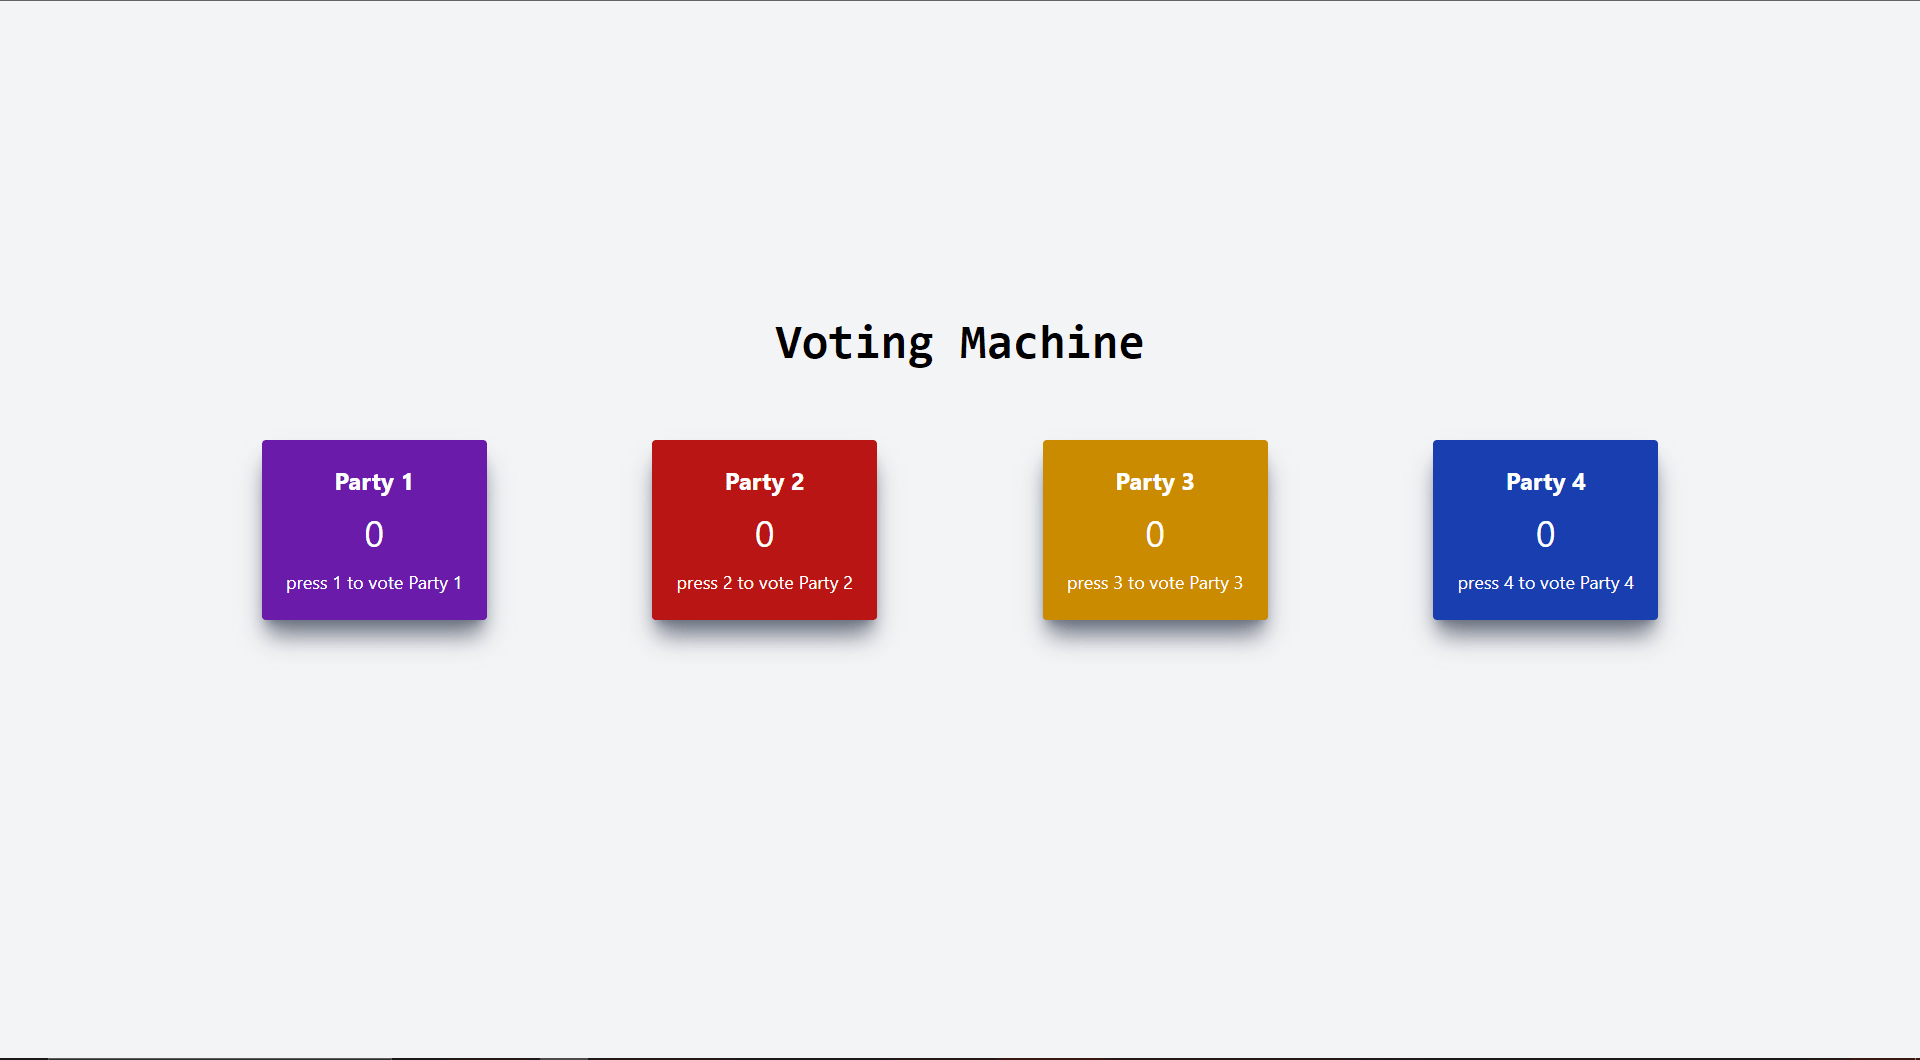 Voting Machine
Party 1
0
press 1 to vote Party 1
Party 2
0
press 2 to vote Party 2
Party 3
0
press 3 to vote Party 3
Party 4
0
press 4 to vote Party 4